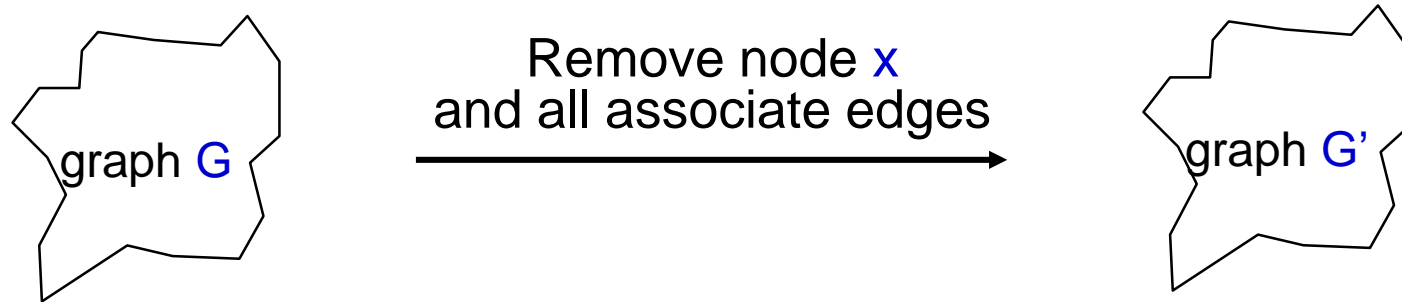 Remove node x
and all associate edges
graph G
graph G’